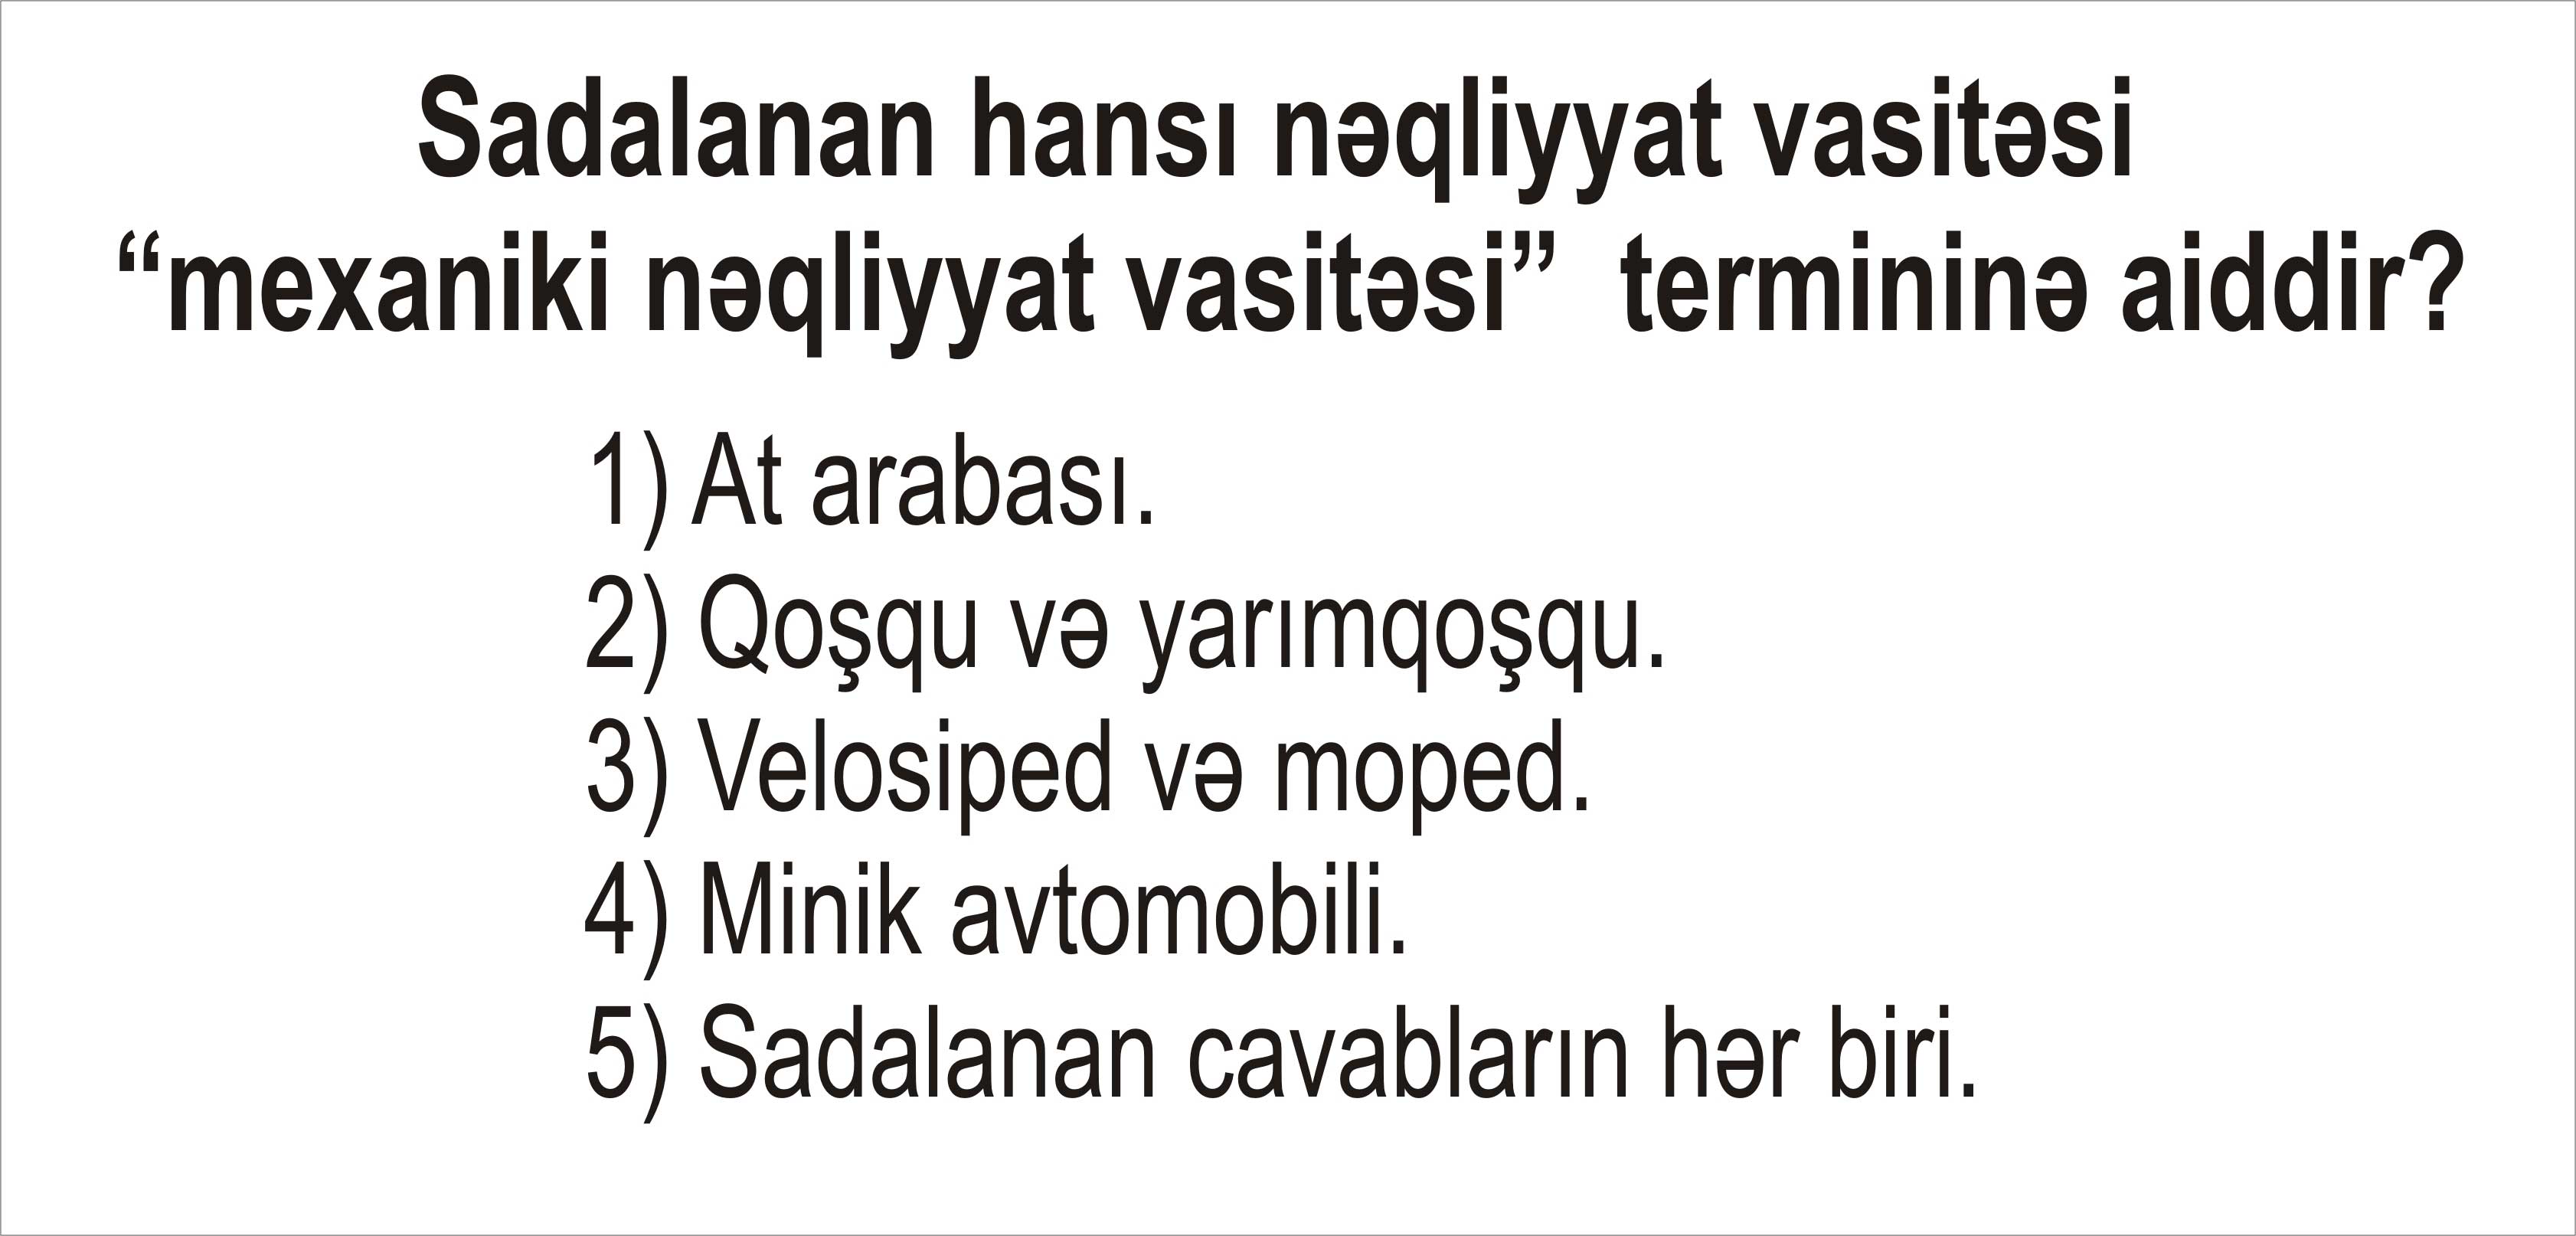 Sadalanan hansı nəqliyyat vasitəsi
“mexaniki nəqliyyat vasitəsi” termininə aiddir?
1) At arabası.
2) Qoşqu və yarımqoşqu.
3) Velosiped və moped.
4) Minik avtomobili.
5) Sadalanan cavabların hər biri.